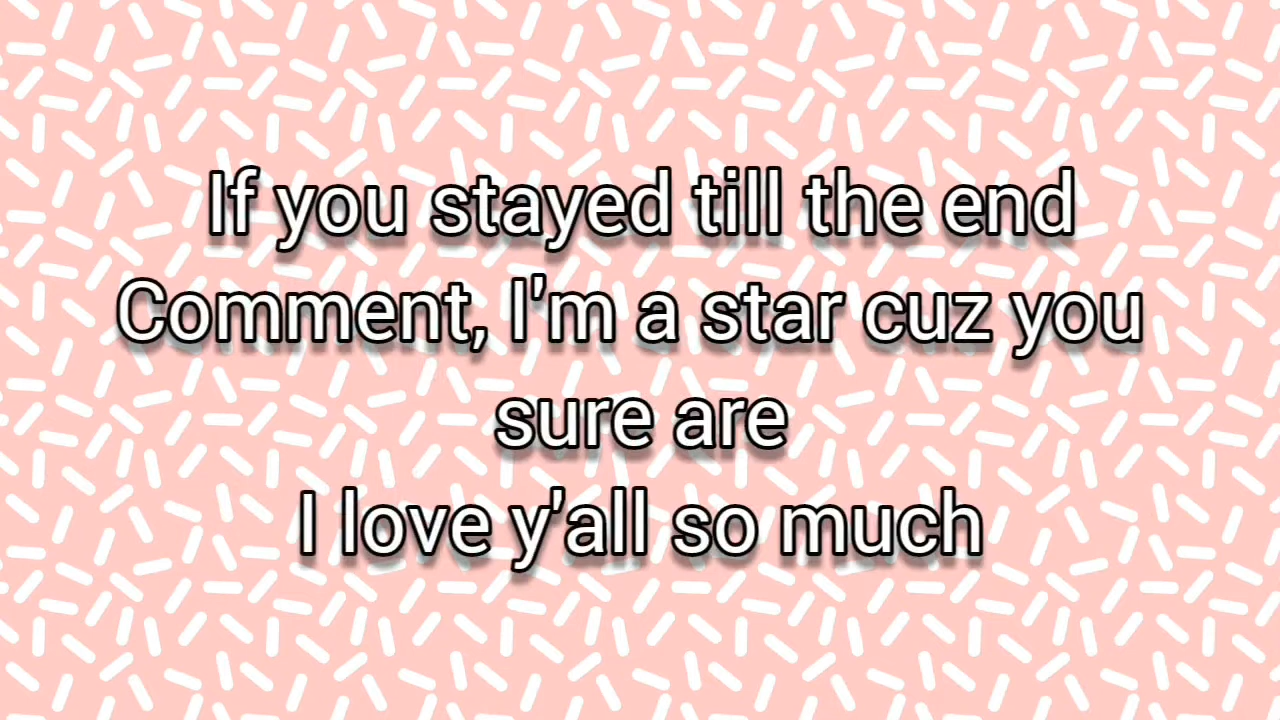 If you stayed till the end
Comment, I'm a star cuz you
sure are
I love y'all so much